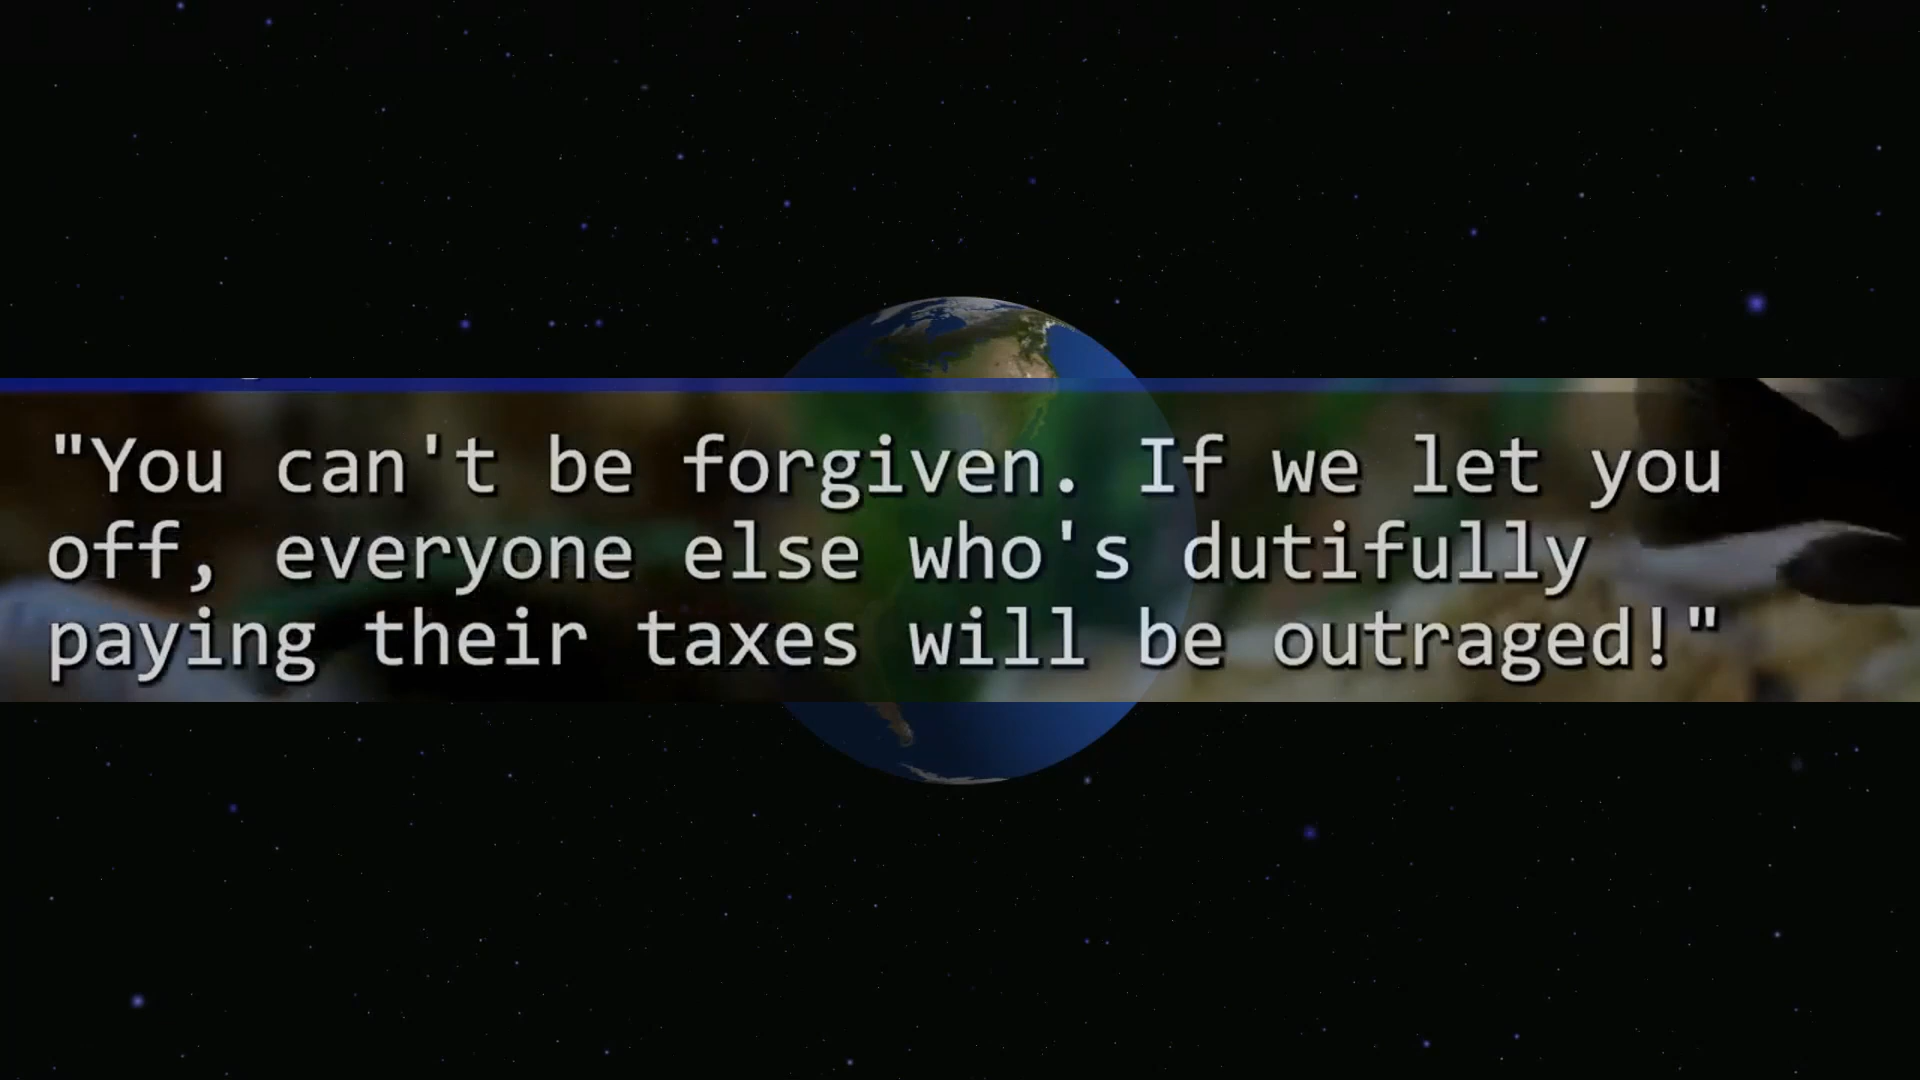 "You can't be forgiven. If we let you
off, everyone else who's dutifully
paying their taxes will be outraged!"